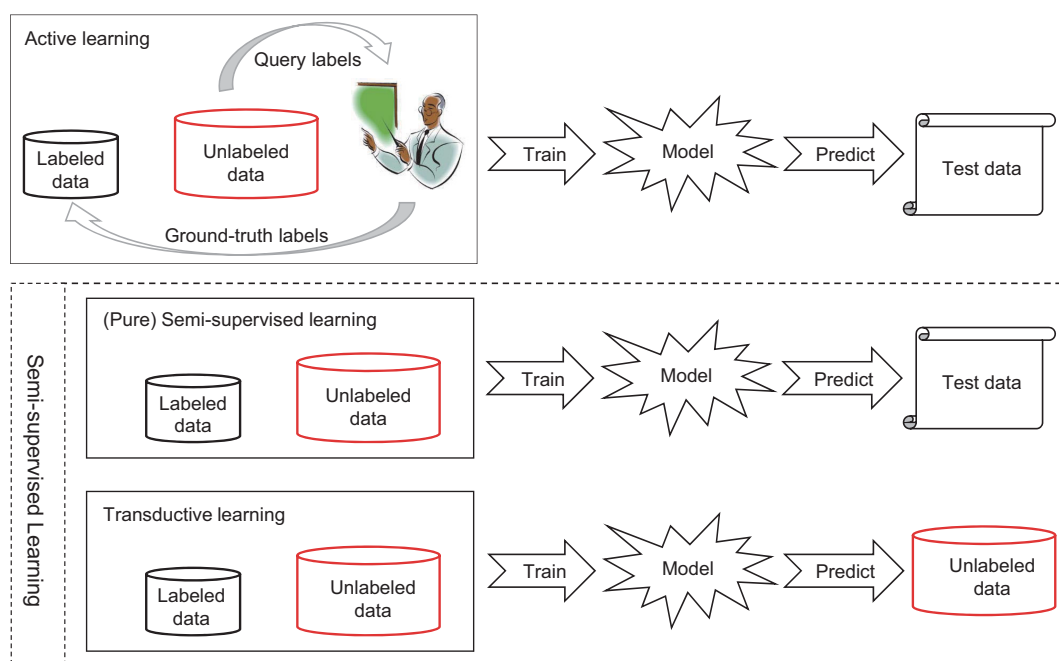 Active learning
Query labels
Labeled
data
Unlabeled
data
Ground-truth labels
Train
Model
Predict
Test data
Semi-supervised Learning
(Pure) Semi-supervised learning
Labeled
data
Unlabeled
data
Train
Model
Predict
Test data
Transductive learning
Labeled
data
Unlabeled
data
Train
Model
Predict
Unlabeled
data